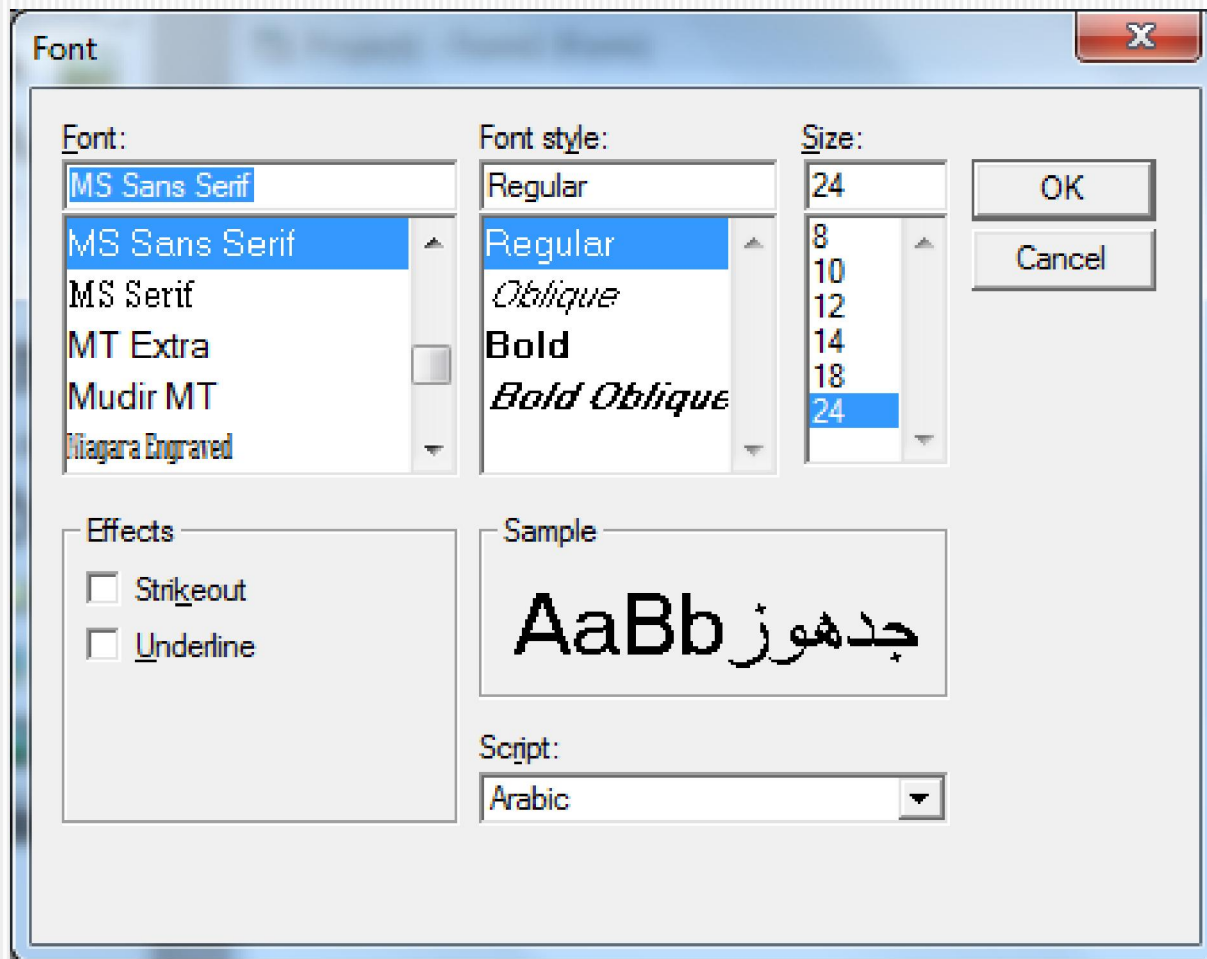 Font
Font:
MS Sans Serif
MS Sans Serif
MS Serif
MT Extra
Mudir MT
Niagara Engraved
Font style:
Regular
Regular
Oblique
Bold
Bold Oblique
Size:
24
8
10
12
14
18
24
OK
Cancel
Effects
Strikeout
Underline
Sample
AaBbجدهوز
Script:
Arabic